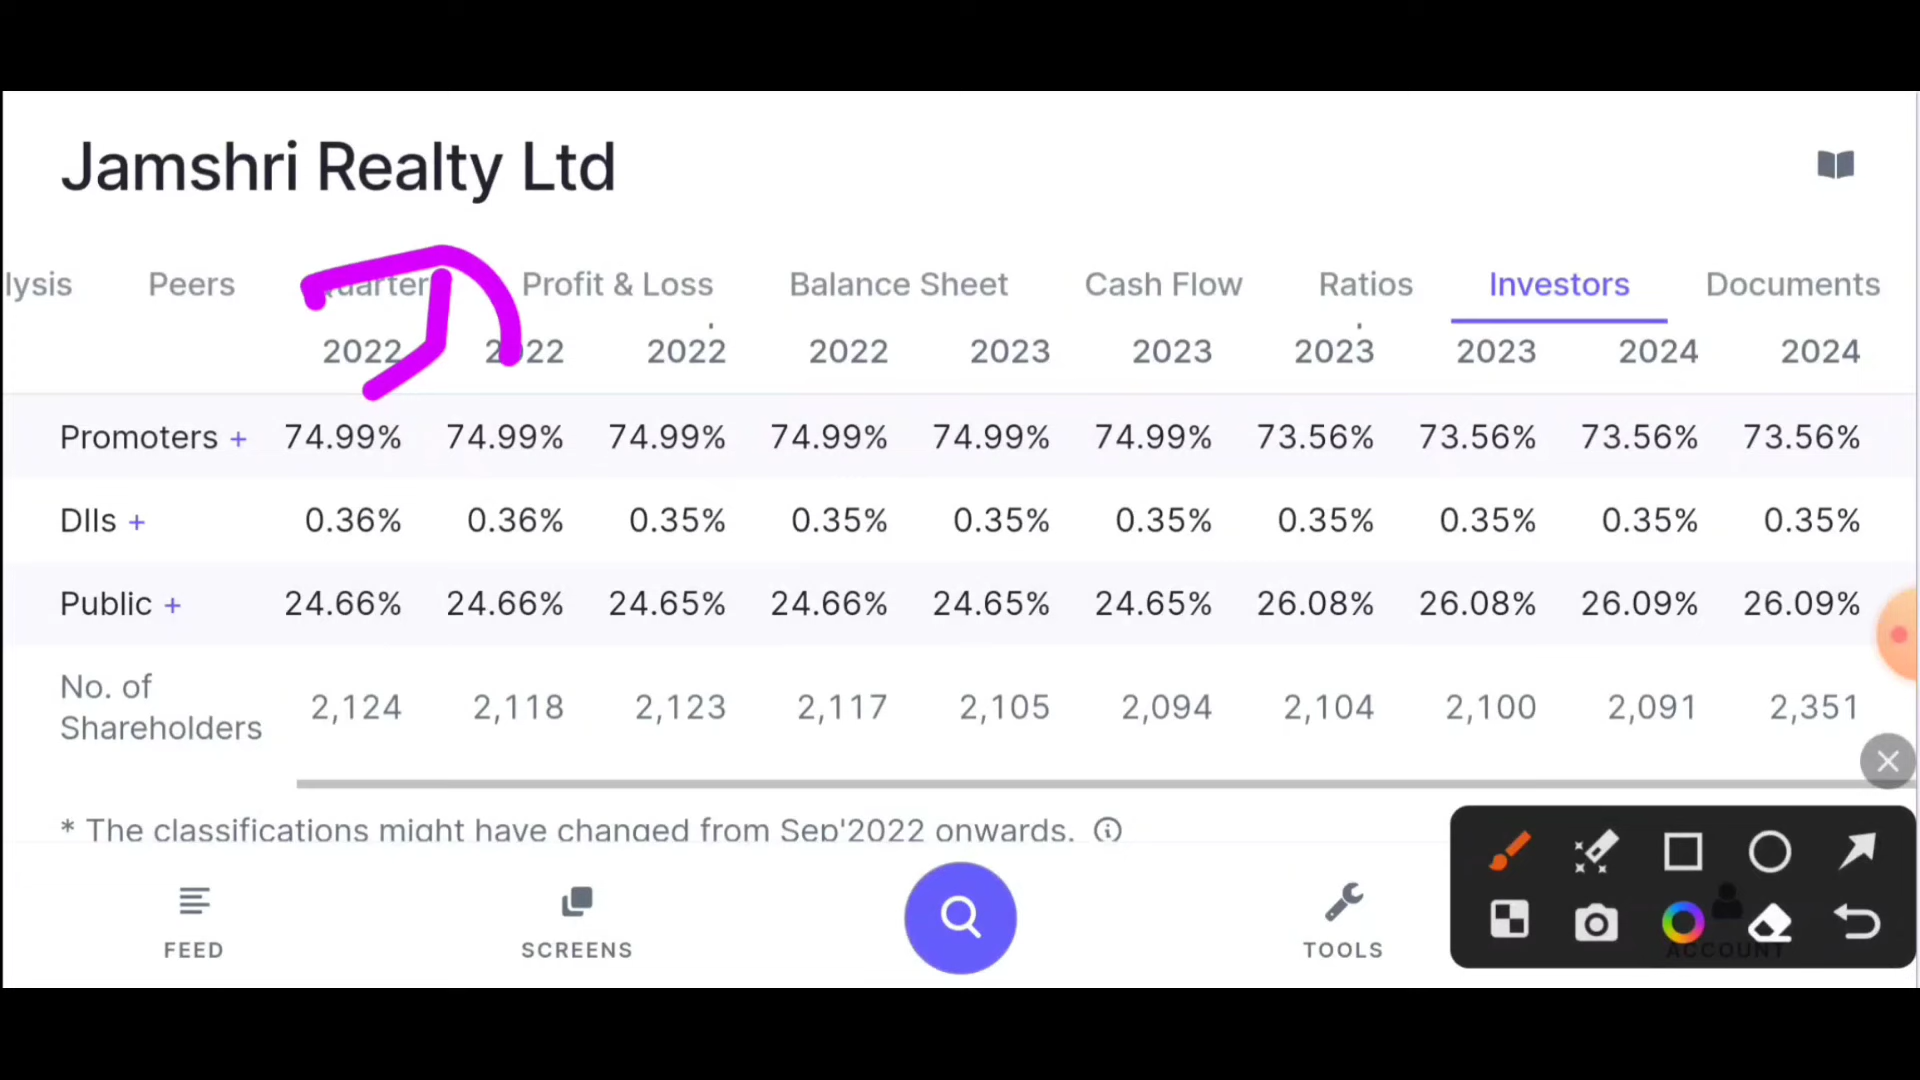 Jamshri Realty Ltd
lysis Peers Quarter Profit & Loss Balance Sheet Cash Flow Ratios Investors Documents
2022 2022 2022 2022 2023 2023 2023 2023 2024 2024
Promoters + 74.99% 74.99% 74.99% 74.99% 74.99% 74.99% 73.56% 73.56% 73.56% 73.56%
DIIs + 0.36% 0.36% 0.35% 0.35% 0.35% 0.35% 0.35% 0.35% 0.35% 0.35%
Public + 24.66% 24.66% 24.65% 24.66% 24.65% 24.65% 26.08% 26.08% 26.09% 26.09%
No. of
Shareholders 2,124 2,118 2,123 2,117 2,105 2,094 2,104 2,100 2,091 2,351
* The classifications might have changed from Sep'2022 onwards.
FEED SCREENS TOOLS ACCOUNT